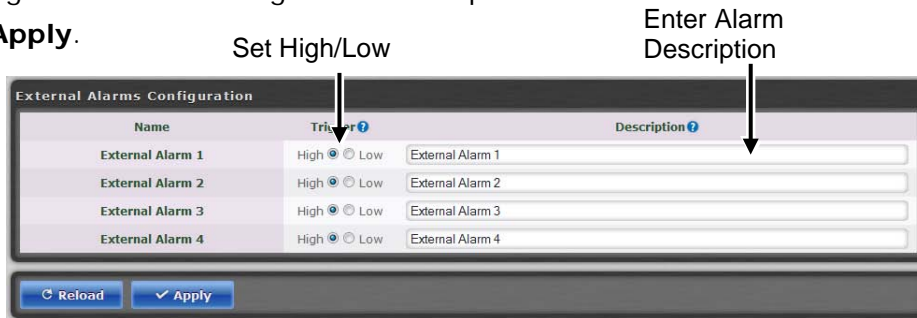 Apply.
Set High/Low
Enter Alarm
Description
External Alarms Configuration
Name Description
External Alarm 1 High Low External Alarm 1
External Alarm 2 High Low External Alarm 2
External Alarm 3 High Low External Alarm 3
External Alarm 4 High Low External Alarm 4
Reload Apply